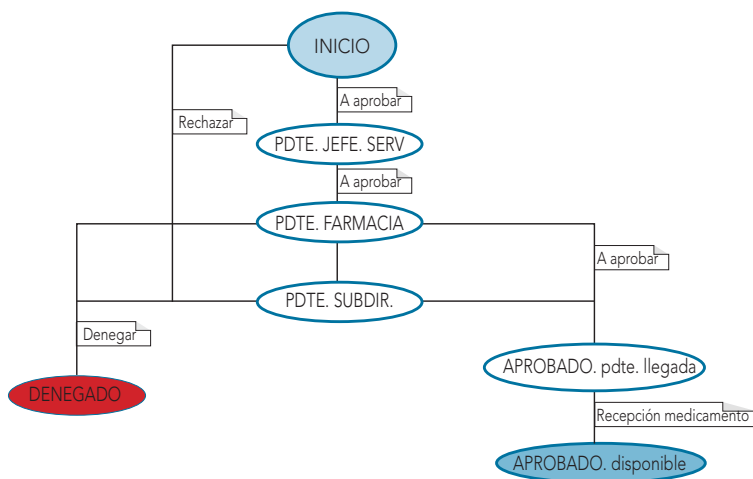 INICIO
A aprobar
Rechazar
PDTE. JEFE. SERV
A aprobar
PDTE. FARMACIA
A aprobar
PDTE. SUBDIR.
Denegar
APROBADO. pdte. llegada
DENEGADO
Recepción medicamento
APROBADO. disponible